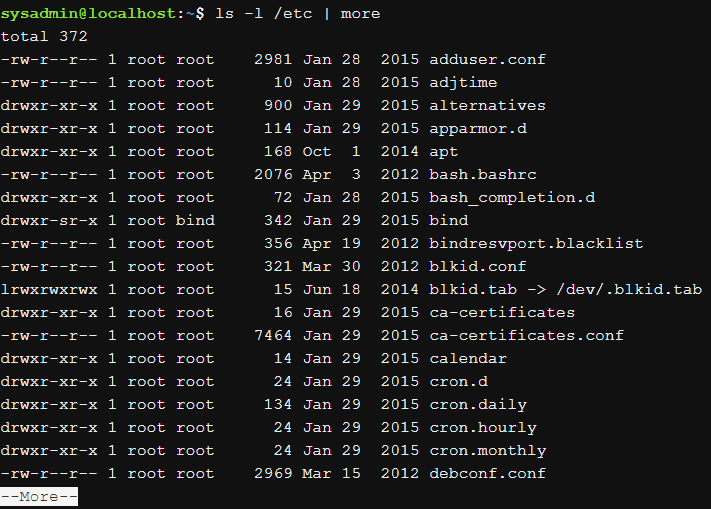 sysadmin@localhost:~$ ls -l /etc | more
total 372
-rw-r--r-- 1 root root    2981 Jan 28  2015 adduser.conf
-rw-r--r-- 1 root root      10 Jan 28  2015 adjtime
drwxr-xr-x 1 root root     900 Jan 29  2015 alternatives
drwxr-xr-x 1 root root     114 Jan 29  2015 apparmor.d
drwxr-xr-x 1 root root     168 Oct  1  2014 apt
-rw-r--r-- 1 root root    2076 Apr  3  2012 bash.bashrc
drwxr-xr-x 1 root root      72 Jan 28  2015 bash_completion.d
drwxr-sr-x 1 root bind     342 Jan 29  2015 bind
-rw-r--r-- 1 root root     356 Apr 19  2012 bindresvport.blacklist
-rw-r--r-- 1 root root     321 Mar 30  2012 blkid.conf
lrwxrwxrwx 1 root root      15 Jun 18  2014 blkid.tab -> /dev/.blkid.tab
drwxr-xr-x 1 root root      16 Jan 29  2015 ca-certificates
-rw-r--r-- 1 root root    7464 Jan 29  2015 ca-certificates.conf
drwxr-xr-x 1 root root      14 Jan 29  2015 calendar
drwxr-xr-x 1 root root      24 Jan 29  2015 cron.d
drwxr-xr-x 1 root root     134 Jan 29  2015 cron.daily
drwxr-xr-x 1 root root      24 Jan 29  2015 cron.hourly
drwxr-xr-x 1 root root      24 Jan 29  2015 cron.monthly
-rw-r--r-- 1 root root    2969 Mar 15  2012 debconf.conf
--More--